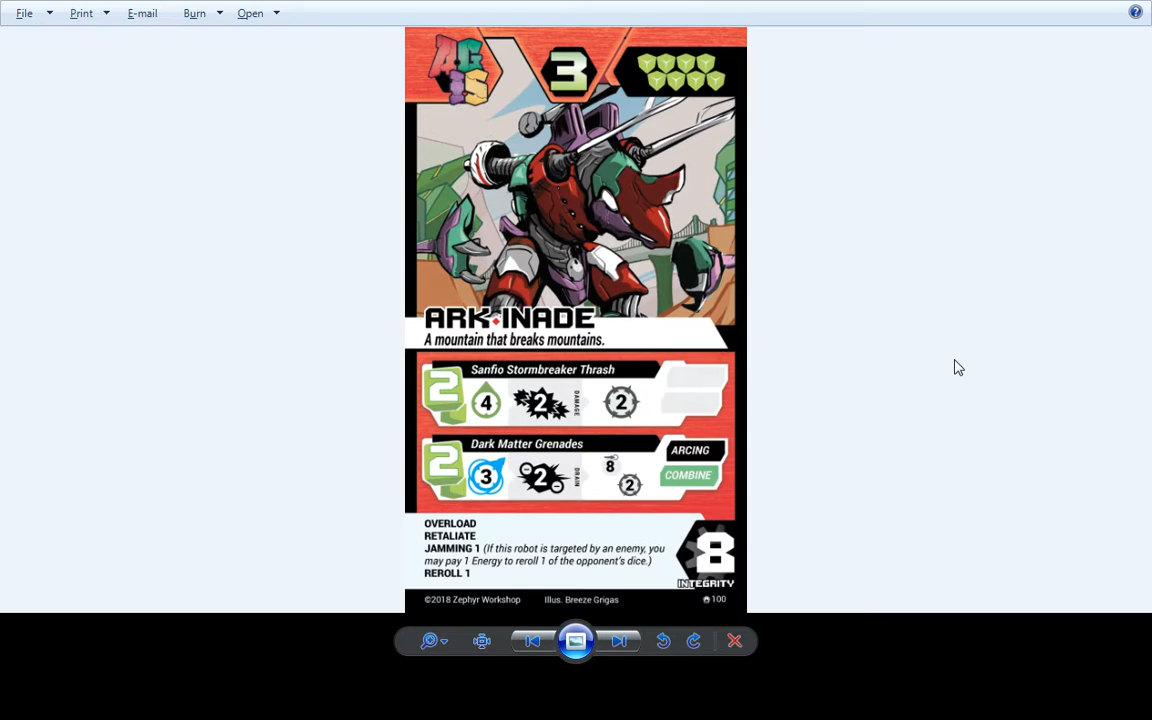 File Print E-mail Burn Open
AGIS
3
ARK•INADE
A mountain that breaks mountains.
Sanfio Stormbreaker Thrash
2 4 2 DAMAGE 2
Dark Matter Grenades ARCING
2 3 2 DRAIN 8 2 COMBINE
OVERLOAD
RETALIATE
JAMMING 1 (If this robot is targeted by an enemy, you
may pay 1 Energy to reroll 1 of the opponent's dice.)
REROLL 1
8
INTEGRITY
©2018 Zephyr Workshop Illus. Breeze Grigas 100